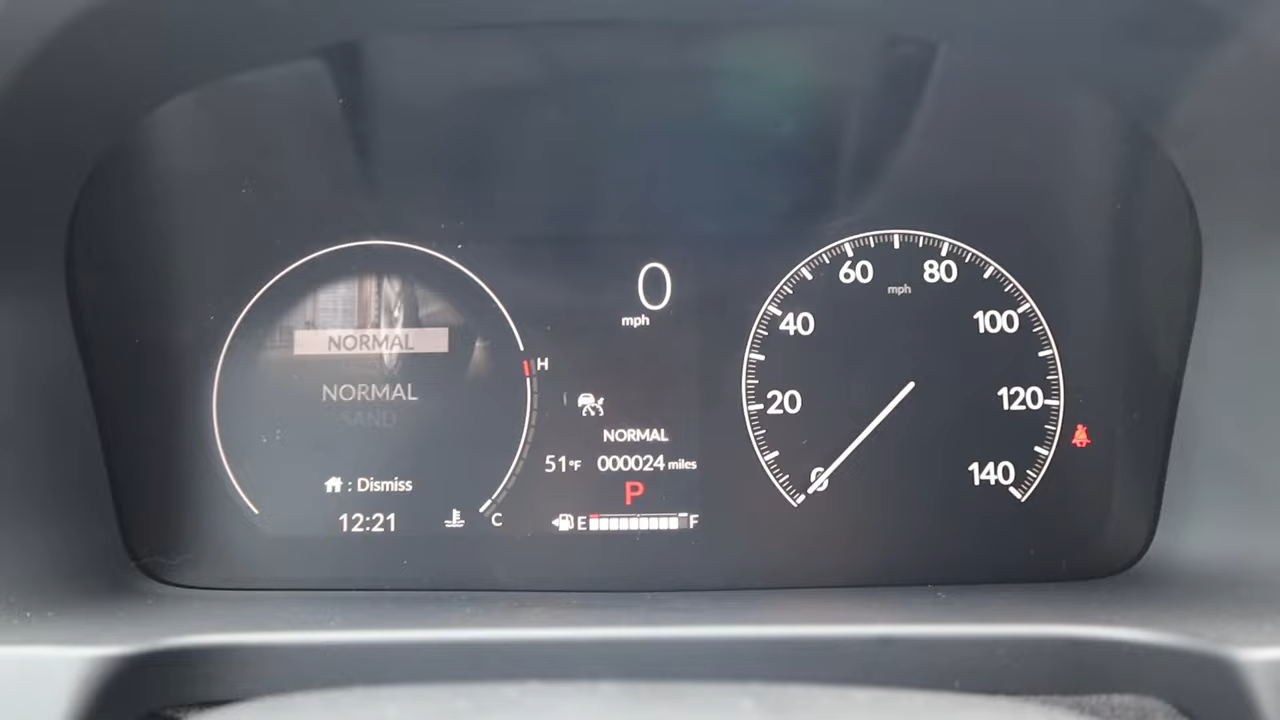 NORMAL
NORMAL
SAND
: Dismiss
12:21
H
C
0
mph
NORMAL
51°F 000024 miles
P
E F
0
20
40
60
80
100
120
140
mph